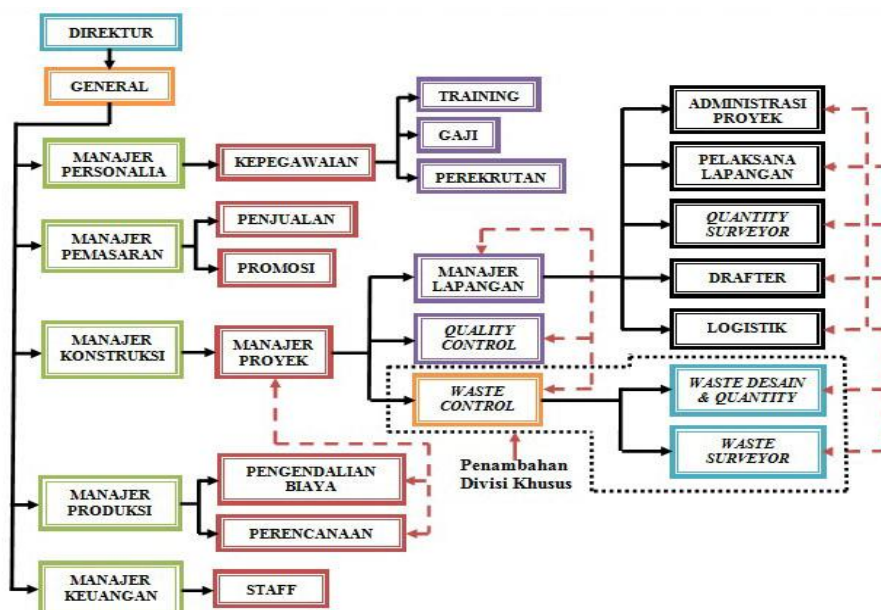 DIREKTUR
GENERAL
MANAJER
PERSONALIA
KEPEGAWAIAN
TRAINING
GAJI
PEREKRUTAN
MANAJER
PEMASARAN
PENJUALAN
PROMOSI
MANAJER
KONSTRUKSI
MANAJER
PROYEK
MANAJER
LAPANGAN
QUALITY
CONTROL
WASTE
CONTROL
ADMINISTRASI
PROYEK
PELAKSANA
LAPANGAN
QUANTITY
SURVEYOR
DRAFTER
LOGISTIK
WASTE DESAIN
& QUANTITY
WASTE
SURVEYOR
Penambahan
Divisi Khusus
MANAJER
PRODUKSI
PENGENDALIAN
BIAYA
PERENCANAAN
MANAJER
KEUANGAN
STAFF